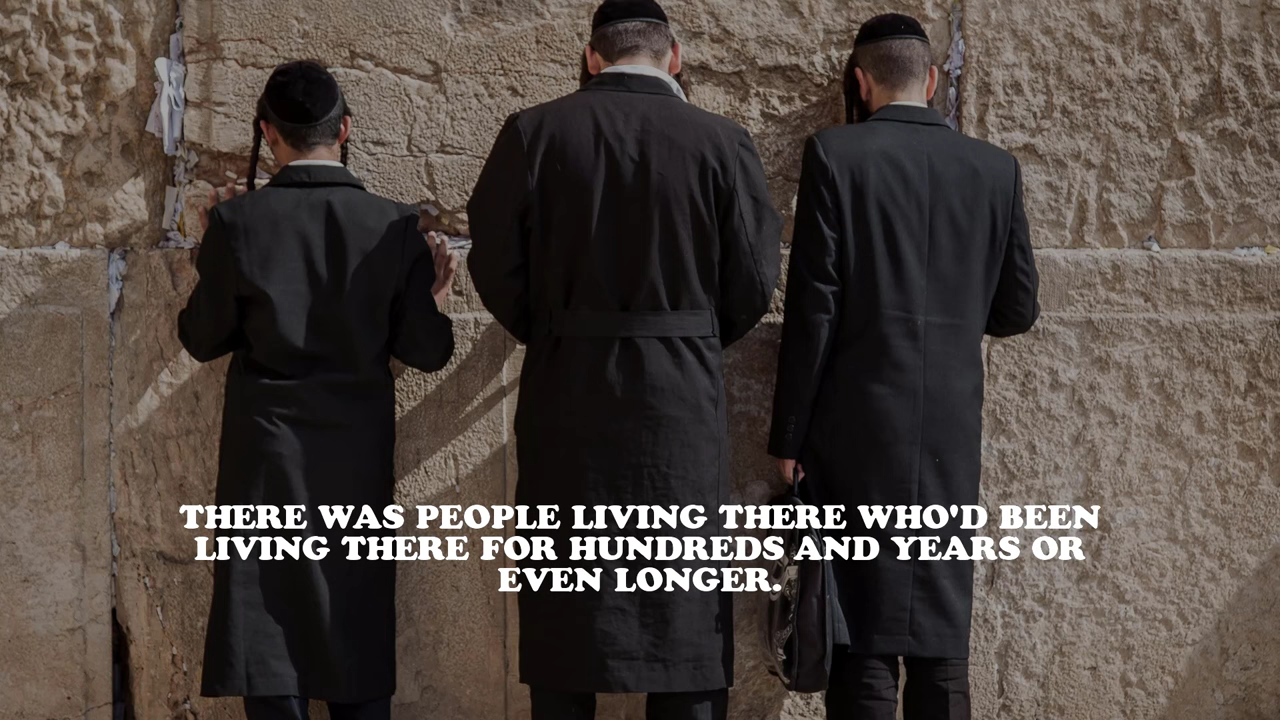 THERE WAS PEOPLE LIVING THERE WHO'D BEEN
LIVING THERE FOR HUNDREDS AND YEARS OR
EVEN LONGER.